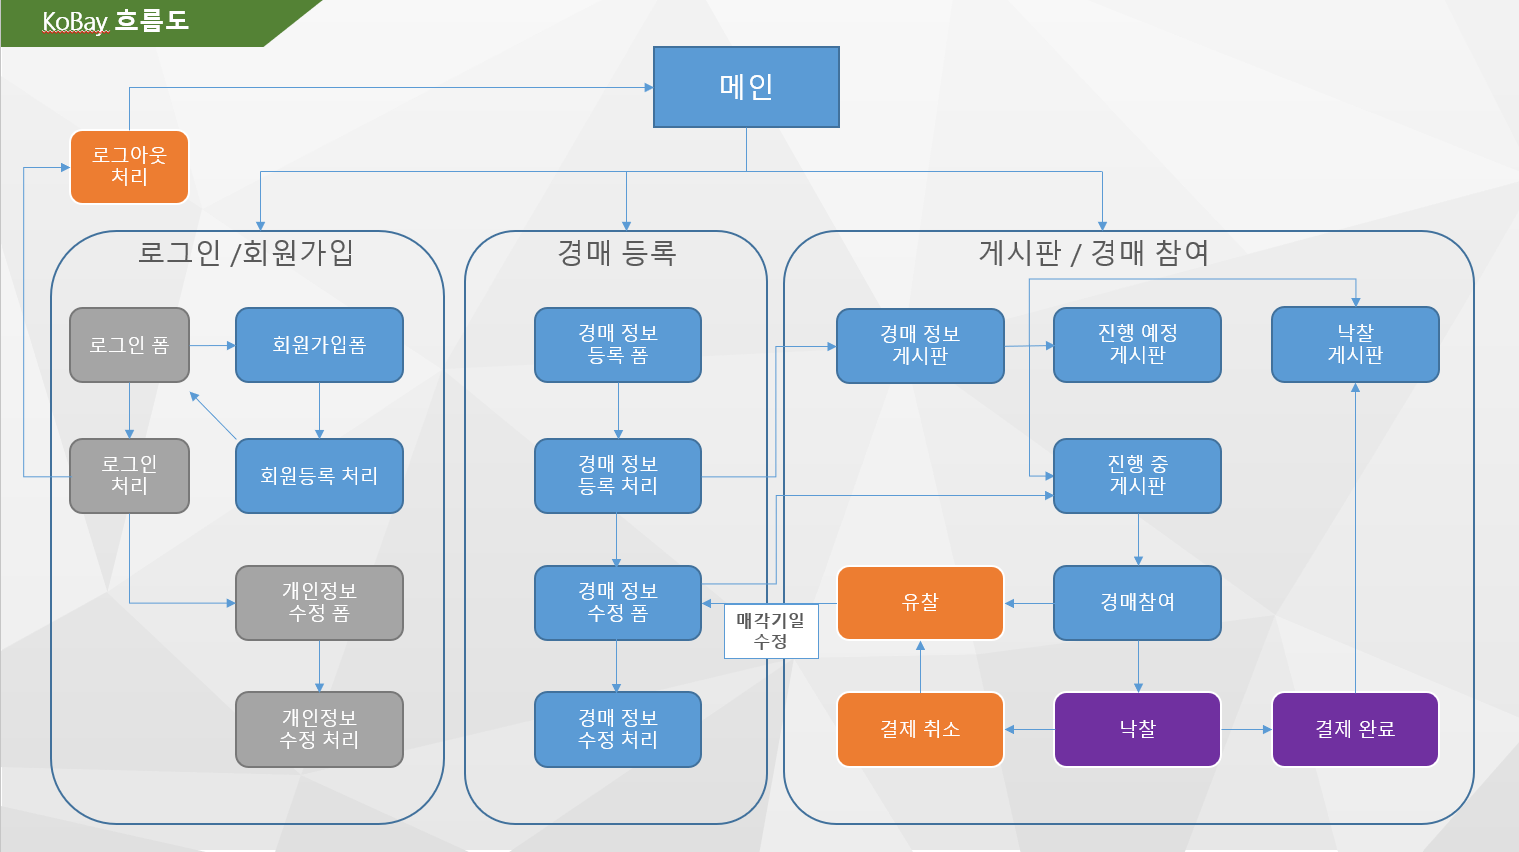 KoBay 흐름도
메인
로그아웃
처리
로그인 /회원가입
로그인 폼
회원가입폼
로그인
처리
회원등록 처리
개인정보
수정 폼
개인정보
수정 처리
경매 등록
경매 정보
등록 폼
경매 정보
등록 처리
경매 정보
수정 폼
경매 정보
수정 처리
매각기일
수정
게시판 / 경매 참여
경매 정보
게시판
진행 예정
게시판
낙찰
게시판
진행 중
게시판
유찰
경매참여
결제 취소
낙찰
결제 완료